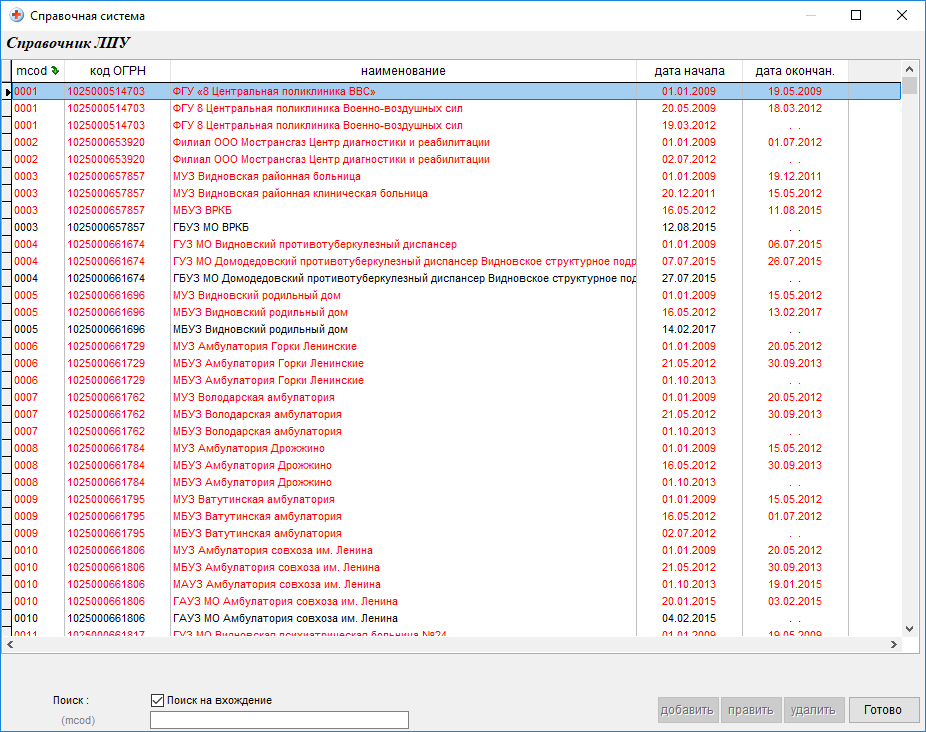 Справочная система
Справочник ЛПУ
mcod код ОГРН наименование дата начала дата окончан.
0001 1025000514703 ФГУ «8 Центральная поликлиника ВВС» 01.01.2009 19.05.2009
0001 1025000514703 ФГУ 8 Центральная поликлиника Военно-воздушных сил 20.05.2009 18.03.2012
0001 1025000514703 ФГУ 8 Центральная поликлиника Военно-воздушных сил 19.03.2012 . .
0002 1025000653920 Филиал ООО Мострансгаз Центр диагностики и реабилитации 01.01.2009 01.07.2012
0002 1025000653920 Филиал ООО Мострансгаз Центр диагностики и реабилитации 02.07.2012 . .
0003 1025000657857 МУЗ Видновская районная больница 01.01.2009 19.12.2011
0003 1025000657857 МУЗ Видновская районная клиническая больница 20.12.2011 15.05.2012
0003 1025000657857 МБУЗ ВРКБ 16.05.2012 11.08.2015
0003 1025000657857 ГБУЗ МО ВРКБ 12.08.2015 . .
0004 1025000661674 ГУЗ МО Видновский противотуберкулезный диспансер 01.01.2009 06.07.2015
0004 1025000661674 ГУЗ МО Домодедовский противотуберкулезный диспансер Видновское структурное подр 07.07.2015 26.07.2015
0004 1025000661674 ГБУЗ МО Домодедовский противотуберкулезный диспансер Видновское структурное под 27.07.2015 . .
0005 1025000661696 МУЗ Видновский родильный дом 01.01.2009 15.05.2012
0005 1025000661696 МБУЗ Видновский родильный дом 16.05.2012 13.02.2017
0005 1025000661696 МБУЗ Видновский родильный дом 14.02.2017 . .
0006 1025000661729 МУЗ Амбулатория Горки Ленинские 01.01.2009 20.05.2012
0006 1025000661729 МБУЗ Амбулатория Горки Ленинские 21.05.2012 30.09.2013
0006 1025000661729 МБУЗ Амбулатория Горки Ленинские 01.10.2013 . .
0007 1025000661762 МУЗ Володарская амбулатория 01.01.2009 20.05.2012
0007 1025000661762 МБУЗ Володарская амбулатория 21.05.2012 30.09.2013
0007 1025000661762 МБУЗ Володарская амбулатория 01.10.2013 . .
0008 1025000661784 МУЗ Амбулатория Дрожжино 01.01.2009 15.05.2012
0008 1025000661784 МБУЗ Амбулатория Дрожжино 16.05.2012 30.09.2013
0008 1025000661784 МБУЗ Амбулатория Дрожжино 01.10.2013 . .
0009 1025000661795 МУЗ Ватутинская амбулатория 01.01.2009 15.05.2012
0009 1025000661795 МБУЗ Ватутинская амбулатория 16.05.2012 01.07.2012
0009 1025000661795 МБУЗ Ватутинская амбулатория 02.07.2012 . .
0010 1025000661806 МУЗ Амбулатория совхоза им. Ленина 01.01.2009 20.05.2012
0010 1025000661806 МБУЗ Амбулатория совхоза им. Ленина 21.05.2012 30.09.2013
0010 1025000661806 МАУЗ Амбулатория совхоза им. Ленина 01.10.2013 19.01.2015
0010 1025000661806 ГАУЗ МО Амбулатория совхоза им. Ленина 20.01.2015 03.02.2015
0010 1025000661806 ГАУЗ МО Амбулатория совхоза им. Ленина 04.02.2015 . .
0011 1025000661817 ГУЗ МО Видновская психиатрическая больница №24 01.01.2009 19.05.2009
Поиск : Поиск на вхождение
(mcod)
добавить править удалить Готово